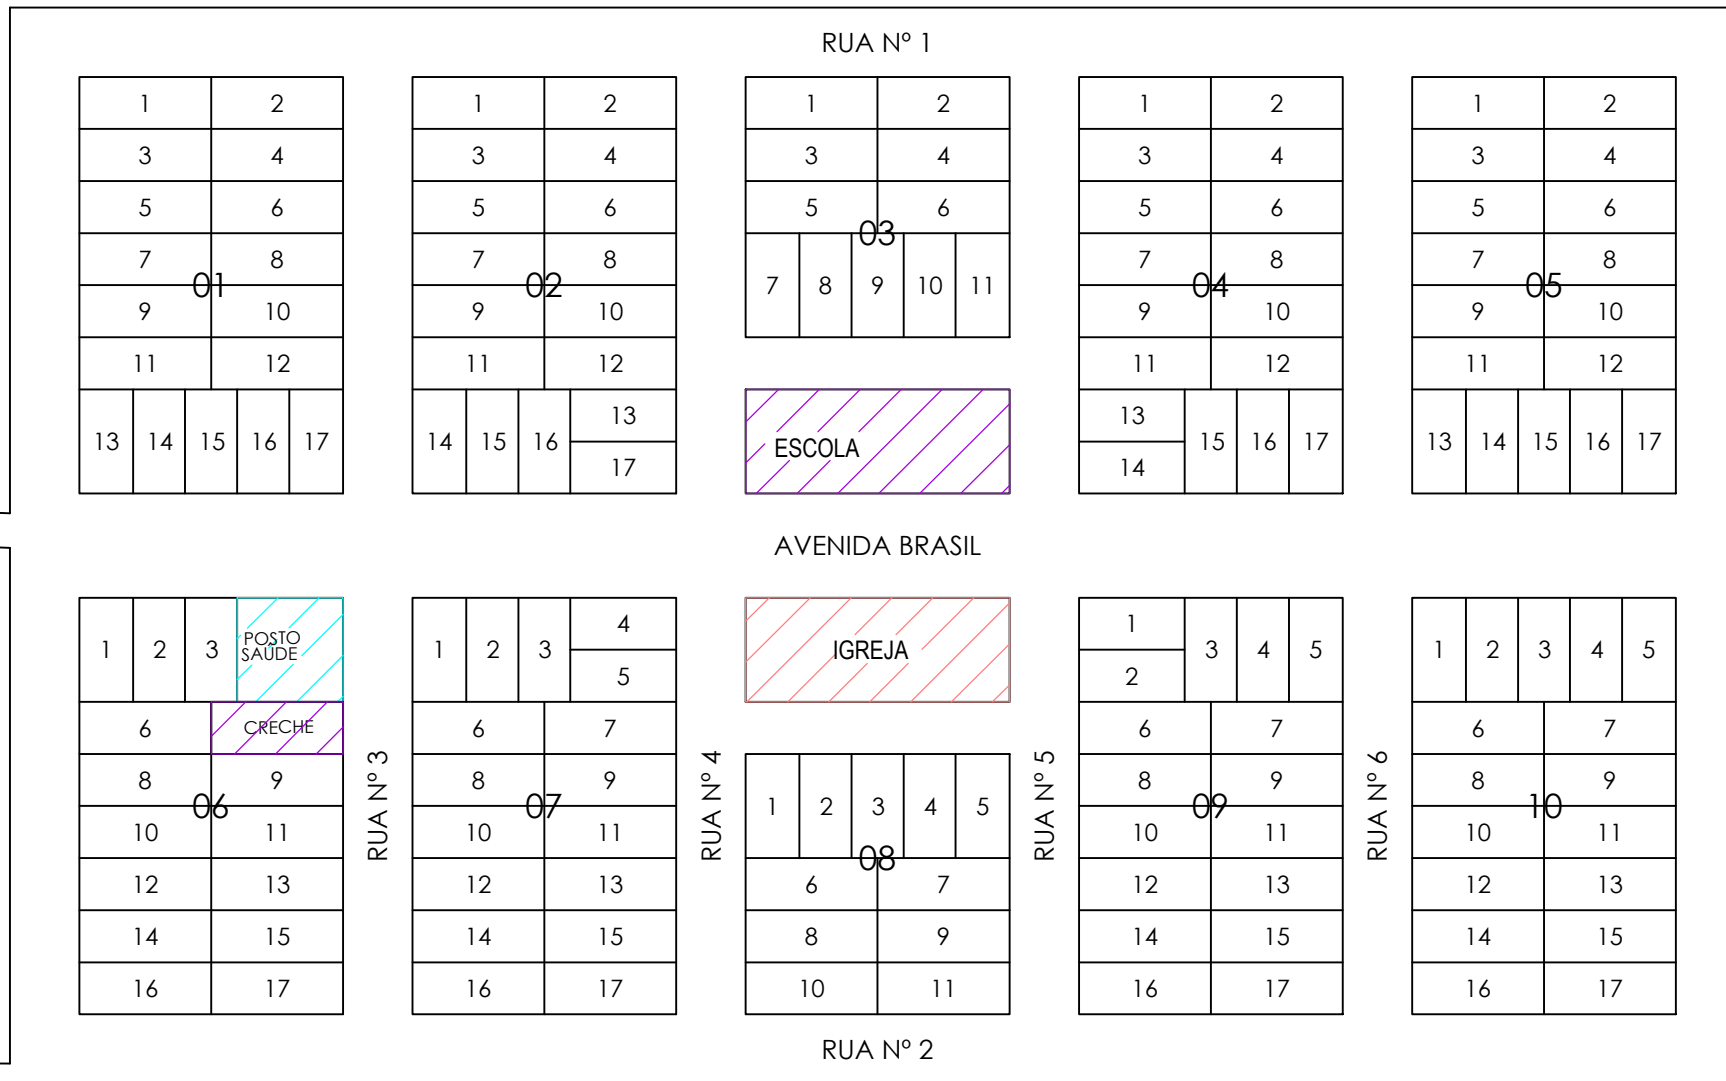 RUA Nº 1
1 2 1 2 1 2 1 2 1 2
3 4 3 4 3 4 3 4 3 4
5 6 5 6 5 6 5 6 5 6
03
7 8 7 8 7 8 7 8
01 02 7 8 9 10 11 04 05
9 10 9 10 9 10 9 10
11 12 11 12 11 12 11 12
13 13
13 14 15 16 17 14 15 16 ESCOLA 15 16 17 13 14 15 16 17
17 14
AVENIDA BRASIL
4 1
1 2 3 POSTO 1 2 3 IGREJA 3 4 5 1 2 3 4 5
SAÚDE 5 2
6 CRECHE 6 7 6 7 6 7
8 9 8 9 8 9 8 9
06 07 1 2 3 4 5 09 10
RUA Nº 3 RUA Nº 4 RUA Nº 5 RUA Nº 6
10 11 10 11 10 11 10 11
08
12 13 12 13 6 7 12 13 12 13
14 15 14 15 8 9 14 15 14 15
16 17 16 17 10 11 16 17 16 17
RUA Nº 2